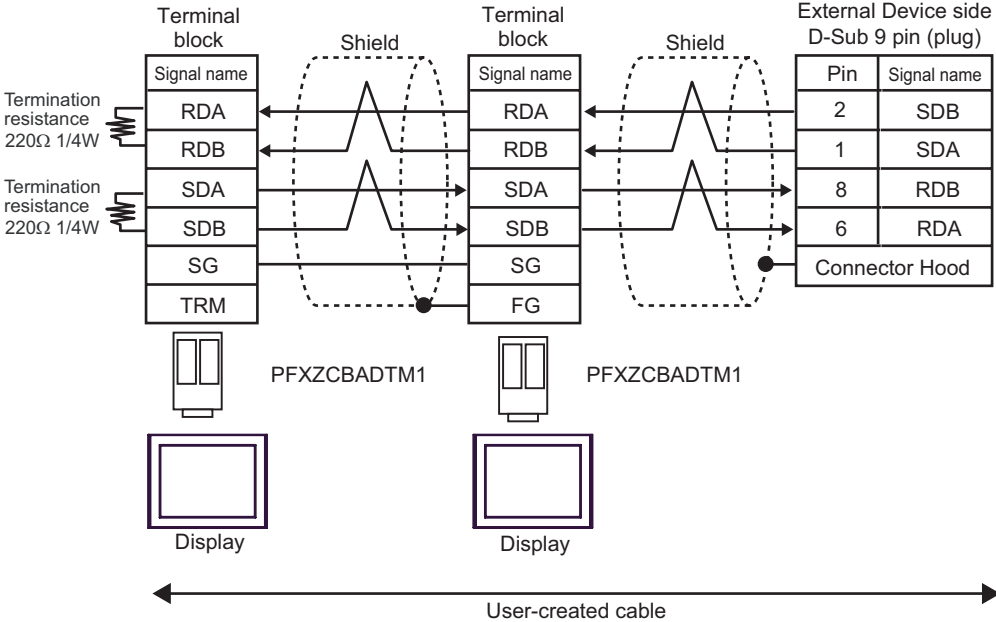 Terminal
block
Shield
Terminal
block
Shield
External Device side
D-Sub 9 pin (plug)
Signal name
Signal name
Pin
Signal name
Termination
resistance
220Ω 1/4W
RDA
RDA
2
SDB
RDB
RDB
1
SDA
Termination
resistance
220Ω 1/4W
SDA
SDA
8
RDB
SDB
SDB
6
RDA
SG
SG
Connector Hood
TRM
FG
PFXZCBADTM1
PFXZCBADTM1
Display
Display
User-created cable